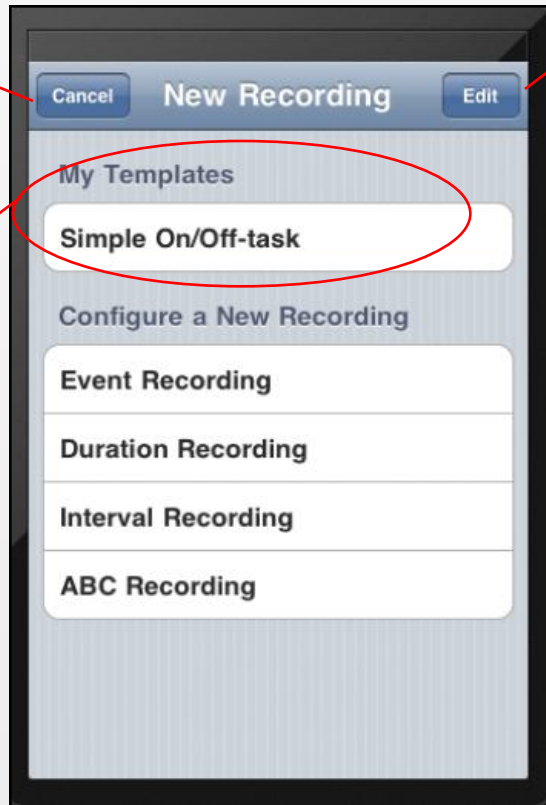 Cancel New Recording Edit
My Templates
Simple On/Off-task
Configure a New Recording
Event Recording
Duration Recording
Interval Recording
ABC Recording